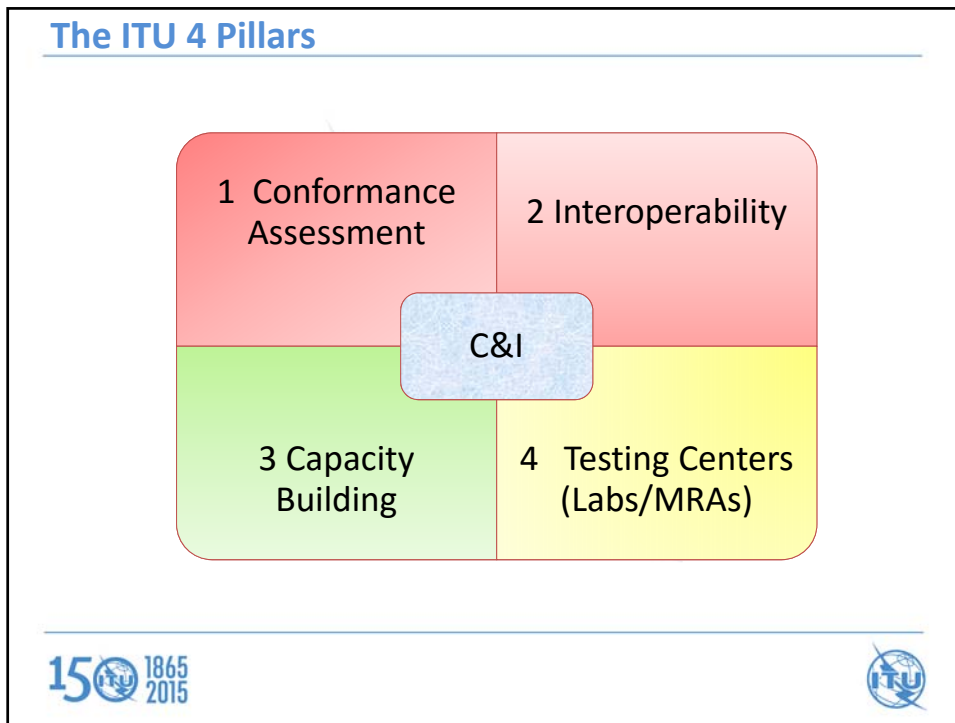 The ITU 4 Pillars
1 Conformance
Assessment
2 Interoperability
C&I
3 Capacity
Building
4 Testing Centers
(Labs/MRAs)
150 1865
2015
ITU